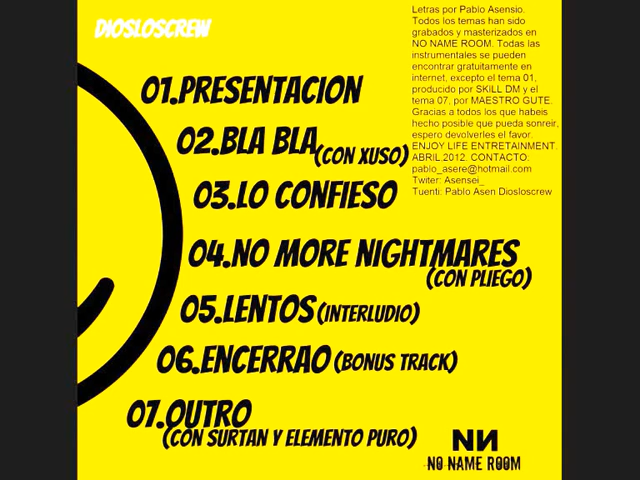 DIOSLOSCREW
Letras por Pablo Asensio.
Todos los temas han sido
grabados y masterizados en
NO NAME ROOM. Todas las
instrumentales se pueden
encontrar gratuitamente en
internet, excepto el tema 01,
producido por SKILL DM y el
tema 07, por MAESTRO GUTE.
Gracias a todos los que habeis
hecho posible que pueda sonreir,
espero devolverles el favor.
ENJOY LIFE ENTRETAINMENT.
ABRIL 2012. CONTACTO:
pablo_asere@hotmail.com
Twiter: Asensei_
Tuenti: Pablo Asen Diosloscrew
01.PRESENTACION
02.BLA BLA (CON XUSO)
03.LO CONFIESO
04.NO MORE NIGHTMARES
(CON PLIEGO)
05.LENTOS (INTERLUDIO)
06.ENCERRAO (BONUS TRACK)
07.OUTRO
(CON SURTAN Y ELEMENTO PURO)
NN
NO NAME ROOM